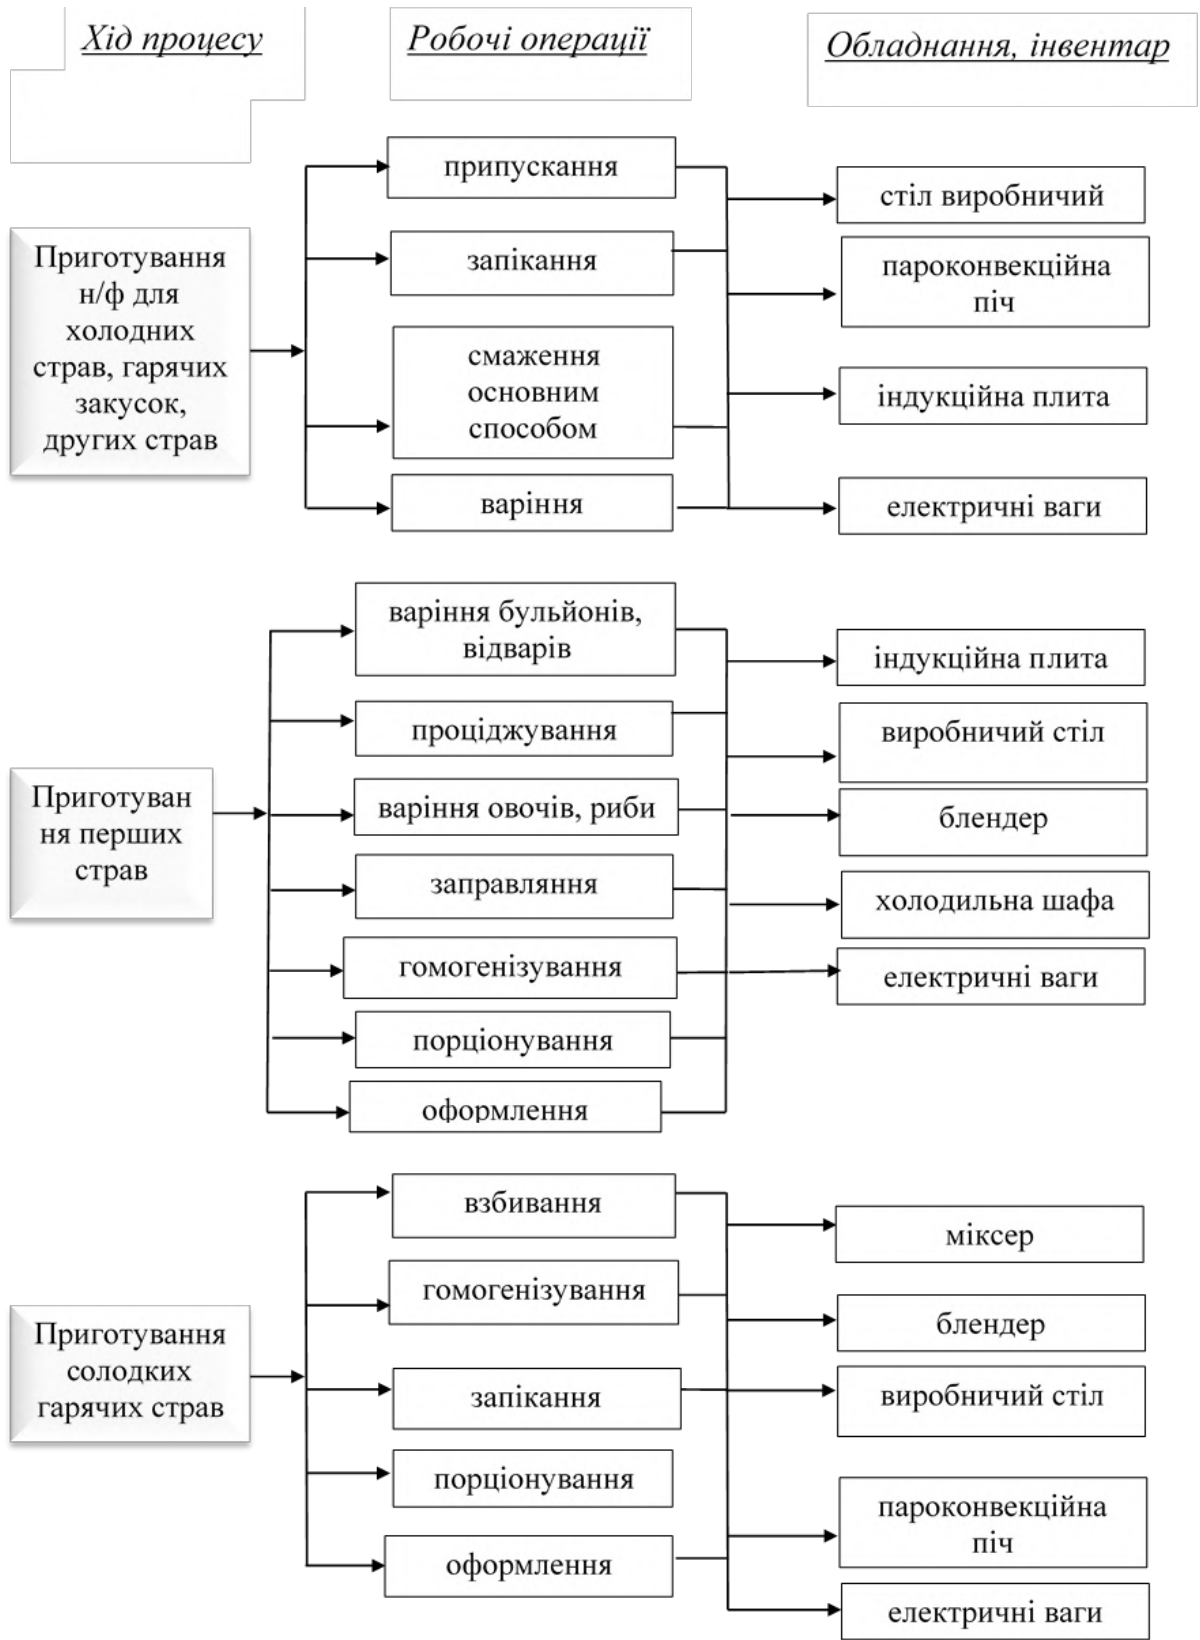 Хід процесу
Робочі операції
Обладнання, інвентар
Приготування
н/ф для
холодних
страв, гарячих
закусок,
других страв
припускання
запікання
смаження
основним
способом
варіння
стіл виробничий
пароконвекційна
піч
індукційна плита
електричні ваги
Приготуван
ня перших
страв
варіння бульйонів,
відварів
проціджування
варіння овочів, риби
заправляння
гомогенізування
порціонування
оформлення
індукційна плита
виробничий стіл
блендер
холодильна шафа
електричні ваги
Приготування
солодких
гарячих страв
взбивання
гомогенізування
запікання
порціонування
оформлення
міксер
блендер
виробничий стіл
пароконвекційна
піч
електричні ваги